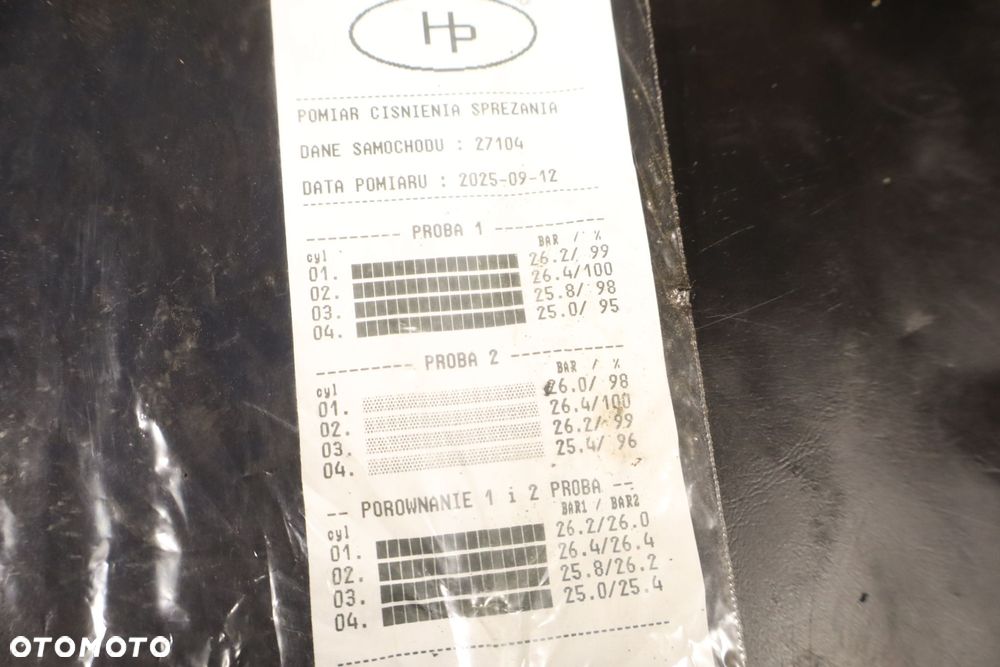 HP
POMIAR CISNIENIA SPREZANIA
DANE SAMOCHODU : 27104
DATA POMIARU : 2025-09-12
PROBA 1
cyl BAR / %
01. 26.2/ 99
02. 26.4/100
03. 25.8/ 98
04. 25.0/ 95
PROBA 2
cyl BAR / %
01. 26.0/ 98
02. 26.4/100
03. 26.2/ 99
04. 25.4/ 96
-- POROWNANIE 1 i 2 PROBA --
cyl BAR1 / BAR2
01. 26.2/26.0
02. 26.4/26.4
03. 25.8/26.2
04. 25.0/25.4
OTOMOTO